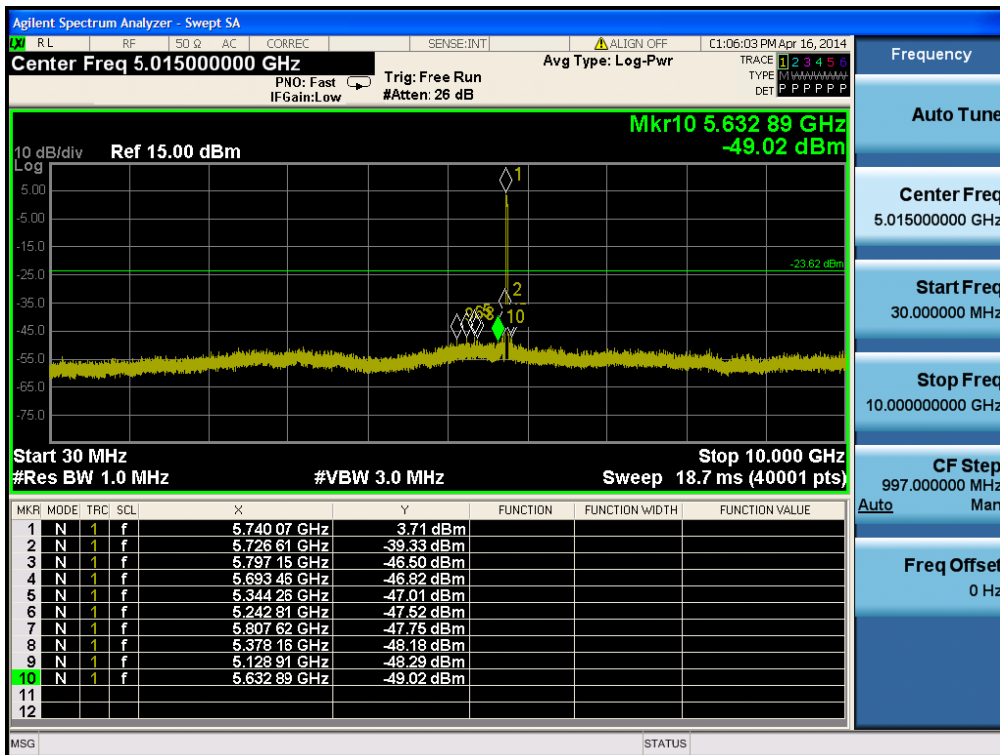 Agilent Spectrum Analyzer - Swept SA
LXI RL RF 50 Ω AC CORREC SENSE:INT ALIGN OFF C1:06:03 PM Apr 16, 2014
Center Freq 5.015000000 GHz
PNO: Fast
IFGain:Low
Trig: Free Run
#Atten: 26 dB
Avg Type: Log-Pwr
TRACE 1 2 3 4 5 6
TYPE M
DET P P P P P P
Mkr10 5.632 89 GHz
-49.02 dBm
10 dB/div Ref 15.00 dBm
Log
5.00
-5.00
-15.0
-23.62 dBm
-25.0
-35.0
-45.0
-55.0
-65.0
-75.0
1
2
10
Start 30 MHz Stop 10.000 GHz
#Res BW 1.0 MHz #VBW 3.0 MHz Sweep 18.7 ms (40001 pts)
MKR MODE TRC SCL X Y FUNCTION FUNCTION WIDTH FUNCTION VALUE
1 N 1 f 5.740 07 GHz 3.71 dBm
2 N 1 f 5.726 61 GHz -39.33 dBm
3 N 1 f 5.797 15 GHz -46.50 dBm
4 N 1 f 5.693 46 GHz -46.82 dBm
5 N 1 f 5.344 26 GHz -47.01 dBm
6 N 1 f 5.242 81 GHz -47.52 dBm
7 N 1 f 5.807 62 GHz -47.75 dBm
8 N 1 f 5.378 16 GHz -48.18 dBm
9 N 1 f 5.128 91 GHz -48.29 dBm
10 N 1 f 5.632 89 GHz -49.02 dBm
11
12
MSG STATUS
Frequency
Auto Tune
Center Freq
5.015000000 GHz
Start Freq
30.000000 MHz
Stop Freq
10.000000000 GHz
CF Step
997.000000 MHz
Auto Man
Freq Offset
0 Hz